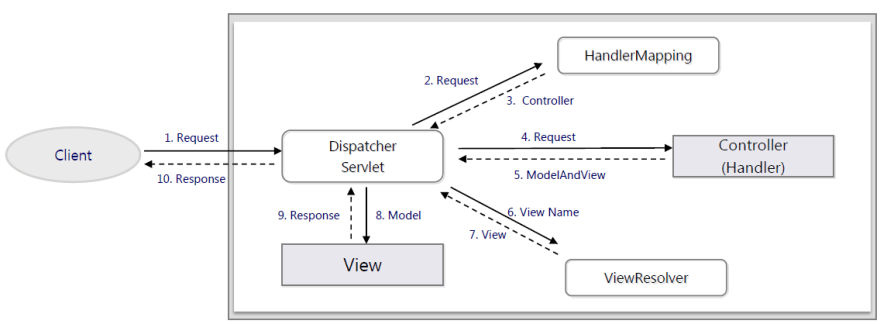 HandlerMapping
2. Request
3. Controller
1. Request
Client
10. Response
Dispatcher
Servlet
4. Request
5. ModelAndView
Controller
(Handler)
9. Response
8. Model
6. View Name
7. View
View
ViewResolver